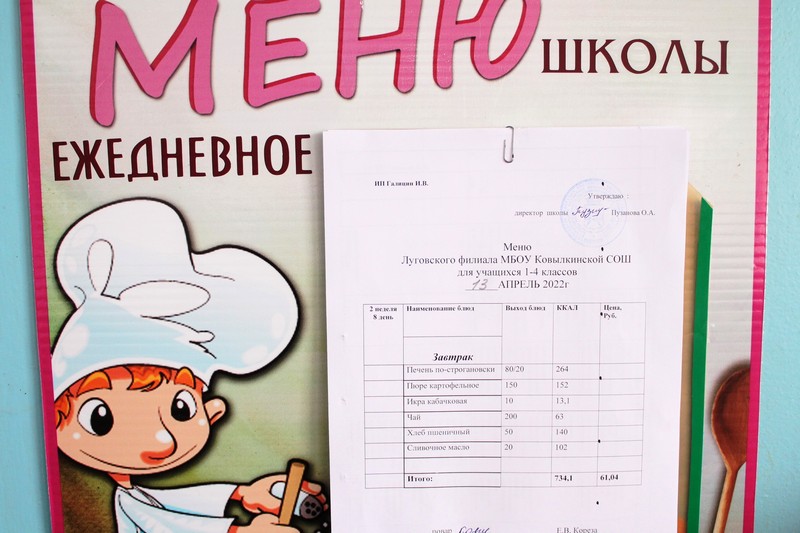 МЕНЮ
ШКОЛЫ
ЕЖЕДНЕВНОЕ
ИП Галицин И.В.
Утверждаю
директор школы Пузанова О.А.
Меню
Луговского филиала МБОУ Ковылкинской СОШ
для учащихся 1-4 классов
13 АПРЕЛЬ 2022г
2 неделя 8 день Наименование блюд Выход блюд ККАЛ Цена, Руб.
Завтрак
Печень по-строгановски 80/20 264
Пюре картофельное 150 152
Икра кабачковая 10 13,1
Чай 200 63
Хлеб пшеничный 50 140
Сливочное масло 20 102
Итого: 734,1 61,04
повар Е.В. Кореза